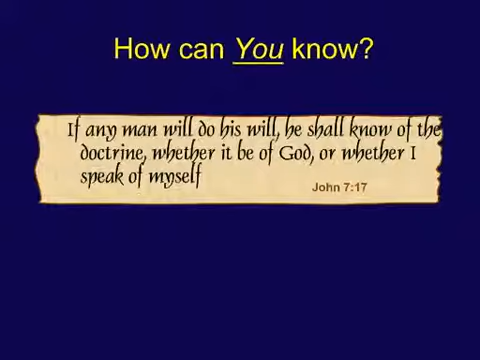 How can You know?
If any man will do his will, he shall know of the
doctrine, whether it be of God, or whether I
speak of myself
John 7:17